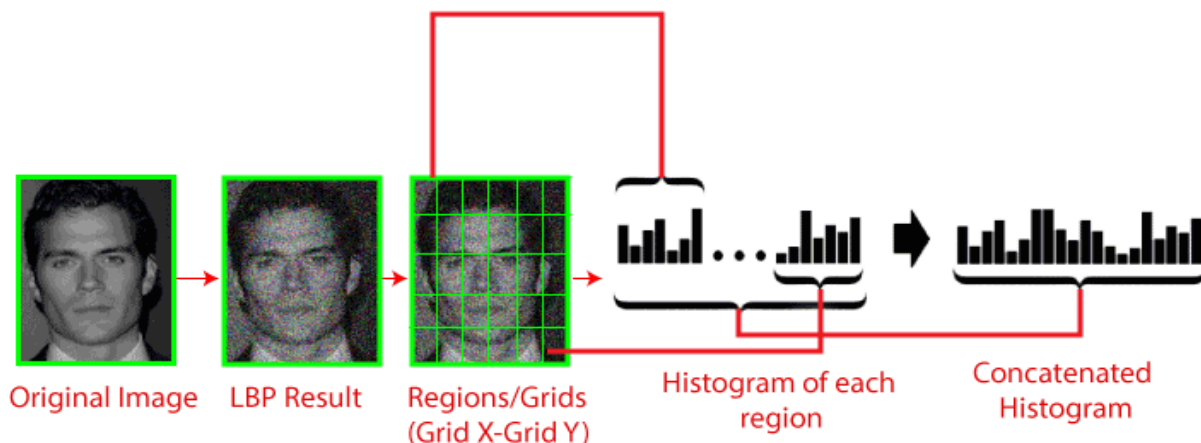 Original Image
LBP Result
Regions/Grids
(Grid X-Grid Y)
Histogram of each
region
Concatenated
Histogram